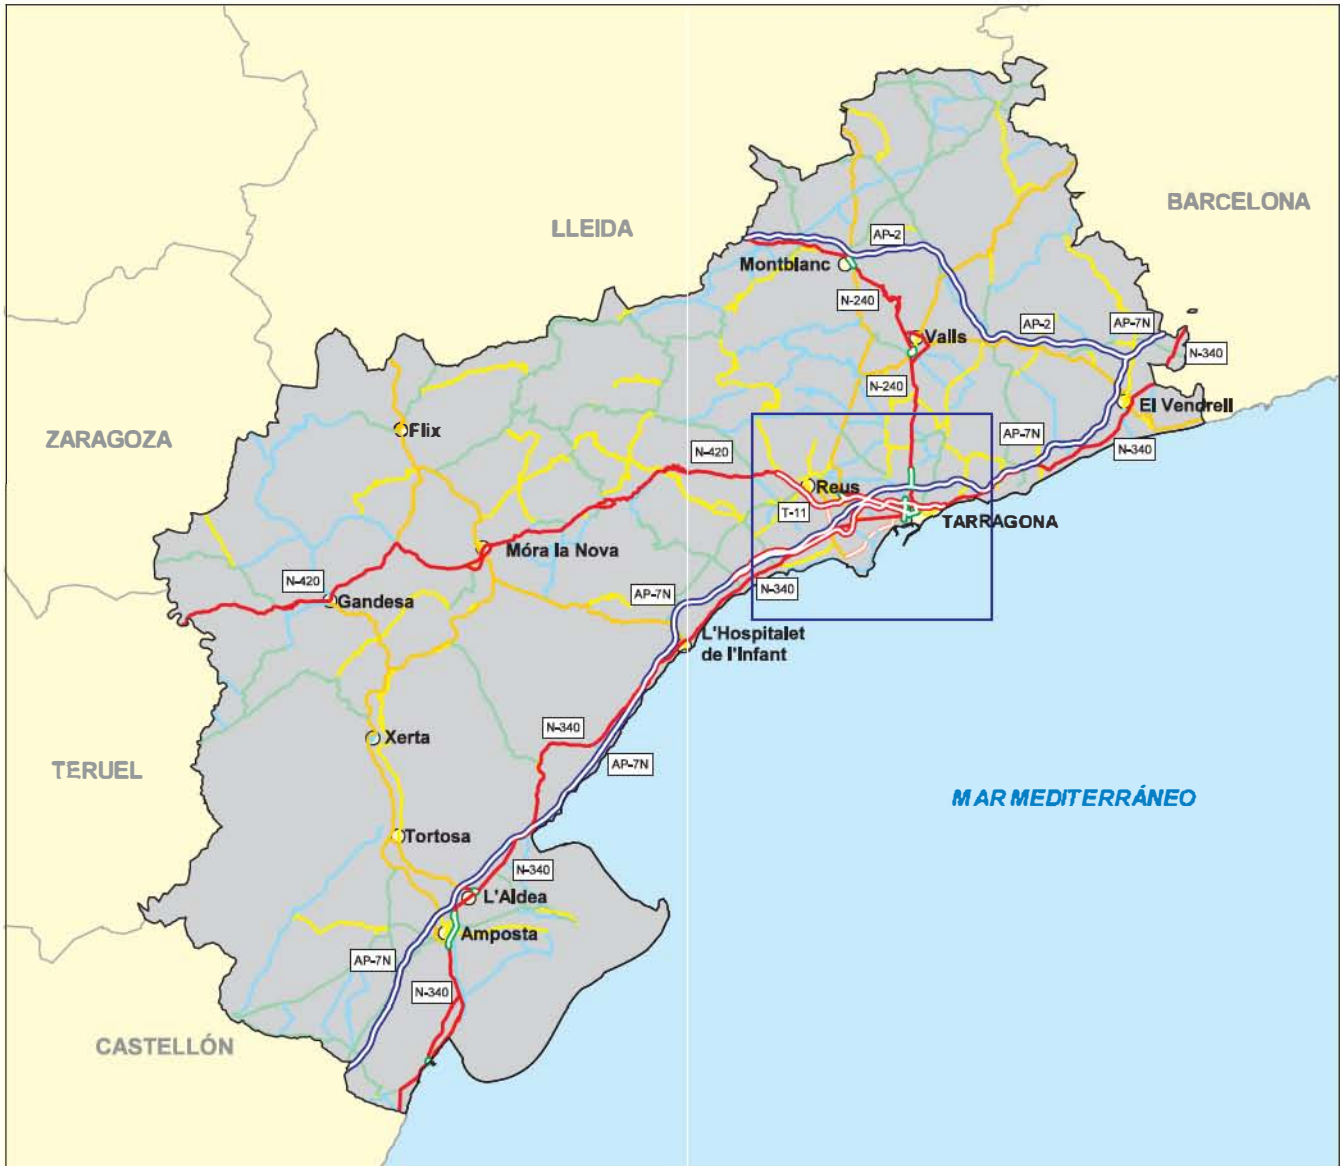 BARCELONA
LLEIDA
AP-2
Montblanc
N-240
AP-2
AP-7N
Valls
N-340
N-240
El Vendrell
ZARAGOZA
Flix
AP-7N
N-340
N-420
Reus
T-11
TARRAGONA
Móra la Nova
N-420
Gandesa
AP-7N
N-340
L'Hospitalet
de l'Infant
N-340
Xerta
AP-7N
TERUEL
MAR MEDITERRÁNEO
Tortosa
N-340
L'Aldea
Amposta
AP-7N
N-340
CASTELLÓN